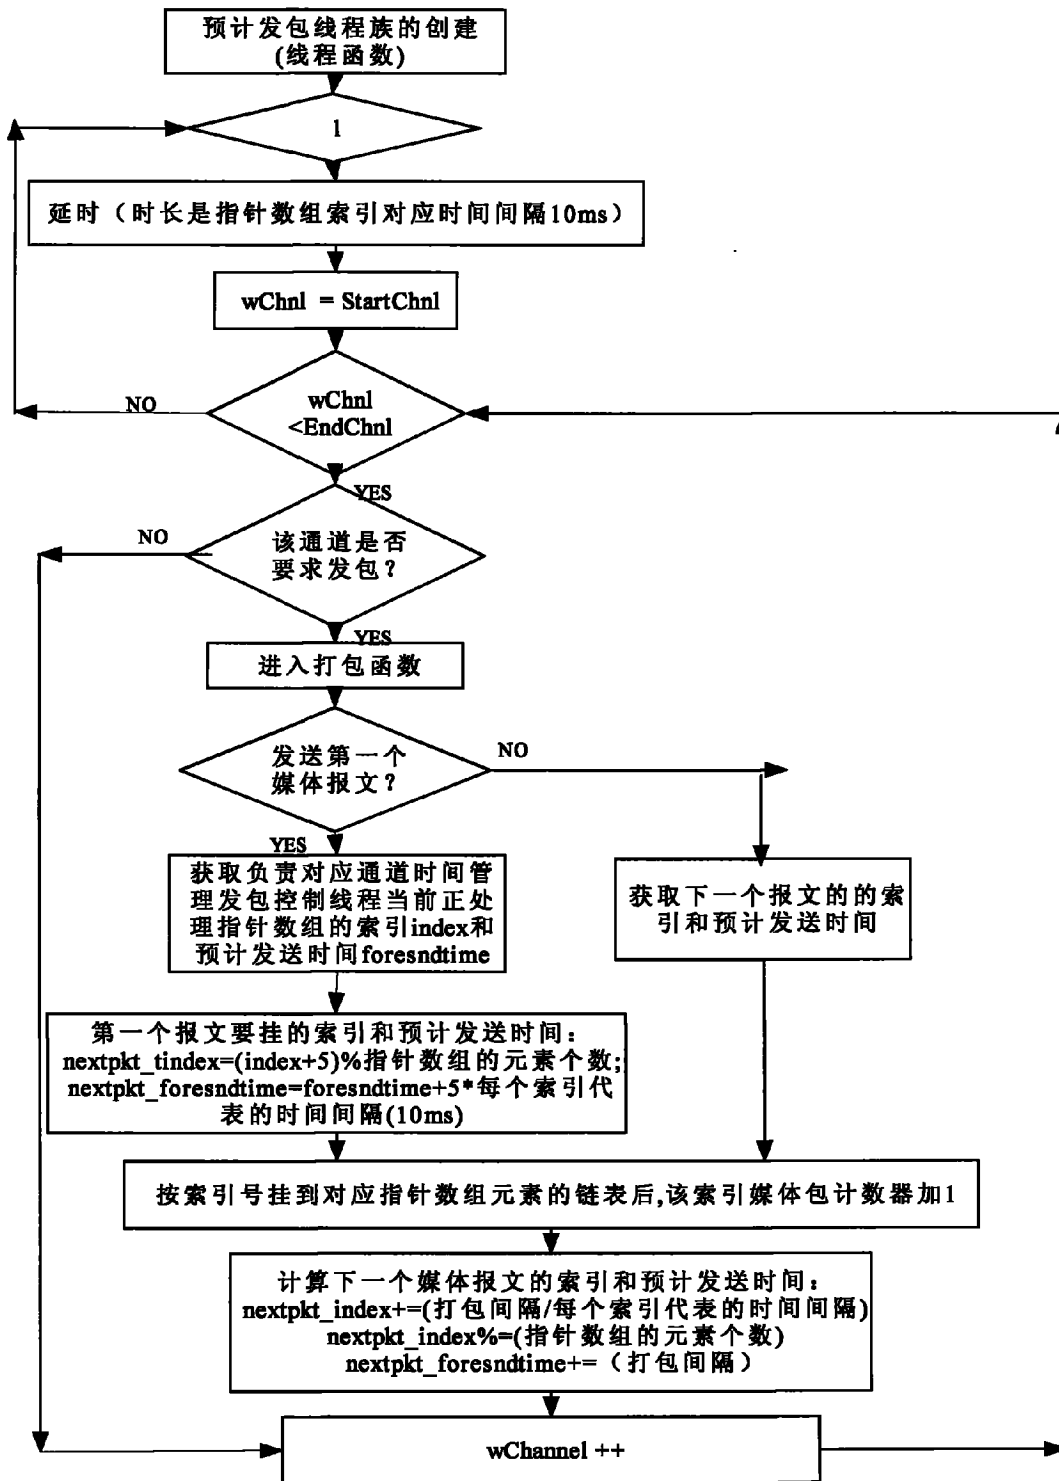 预计发包线程族的创建
(线程函数)
1
延时（时长是指针数组索引对应时间间隔10ms）
wChnl = StartChnl
NO
wChnl
<EndChnl
YES
NO
该通道是否
要求发包？
YES
进入打包函数
发送第一个
媒体报文？
NO
YES
获取负责对应通道时间管
理发包控制线程当前正处
理指针数组的索引index和
预计发送时间foresndtime
获取下一个报文的的索
引和预计发送时间
第一个报文要挂的索引和预计发送时间：
nextpkt_tindex=(index+5)%指针数组的元素个数;
nextpkt_foresndtime=foresndtime+5*每个索引代
表的时间间隔(10ms)
按索引号挂到对应指针数组元素的链表后,该索引媒体包计数器加1
计算下一个媒体报文的索引和预计发送时间：
nextpkt_index+=(打包间隔/每个索引代表的时间间隔)
nextpkt_index%=(指针数组的元素个数)
nextpkt_foresndtime+=（打包间隔）
wChannel ++